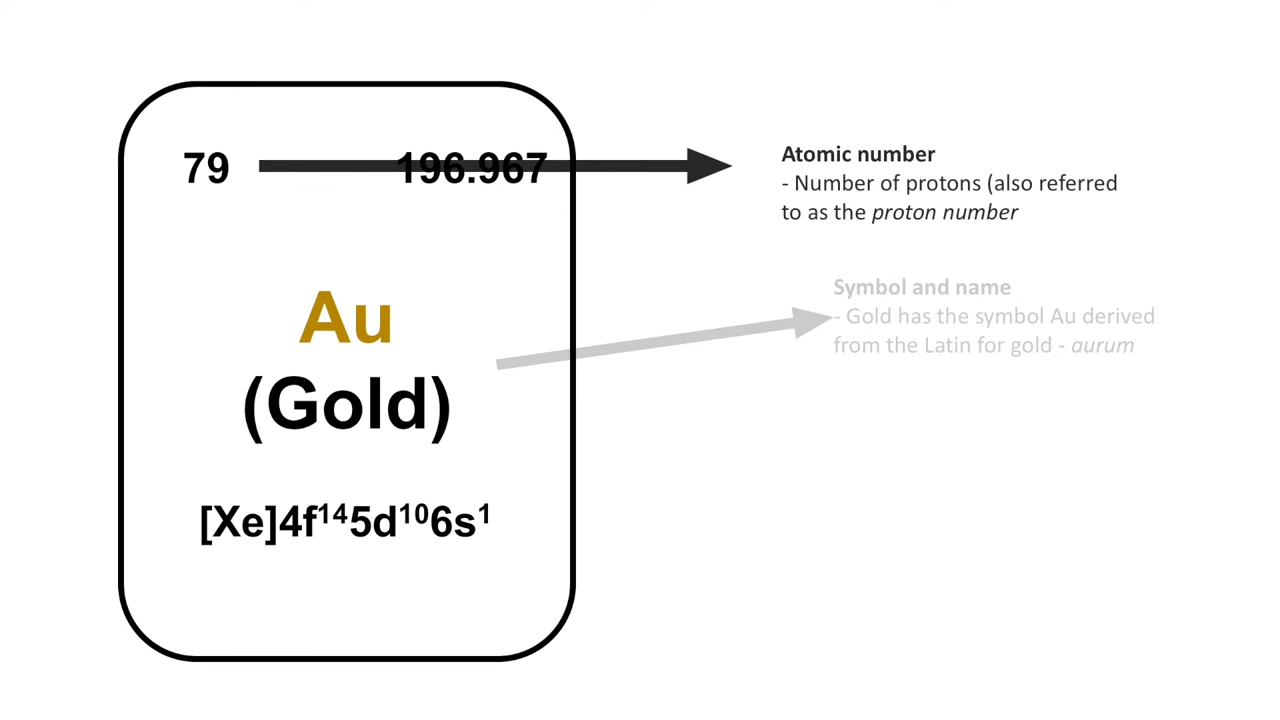 79 196.967
Au
(Gold)
[Xe]4f¹⁴5d¹⁰6s¹
Atomic number
- Number of protons (also referred
to as the proton number
Symbol and name
- Gold has the symbol Au derived
from the Latin for gold - aurum